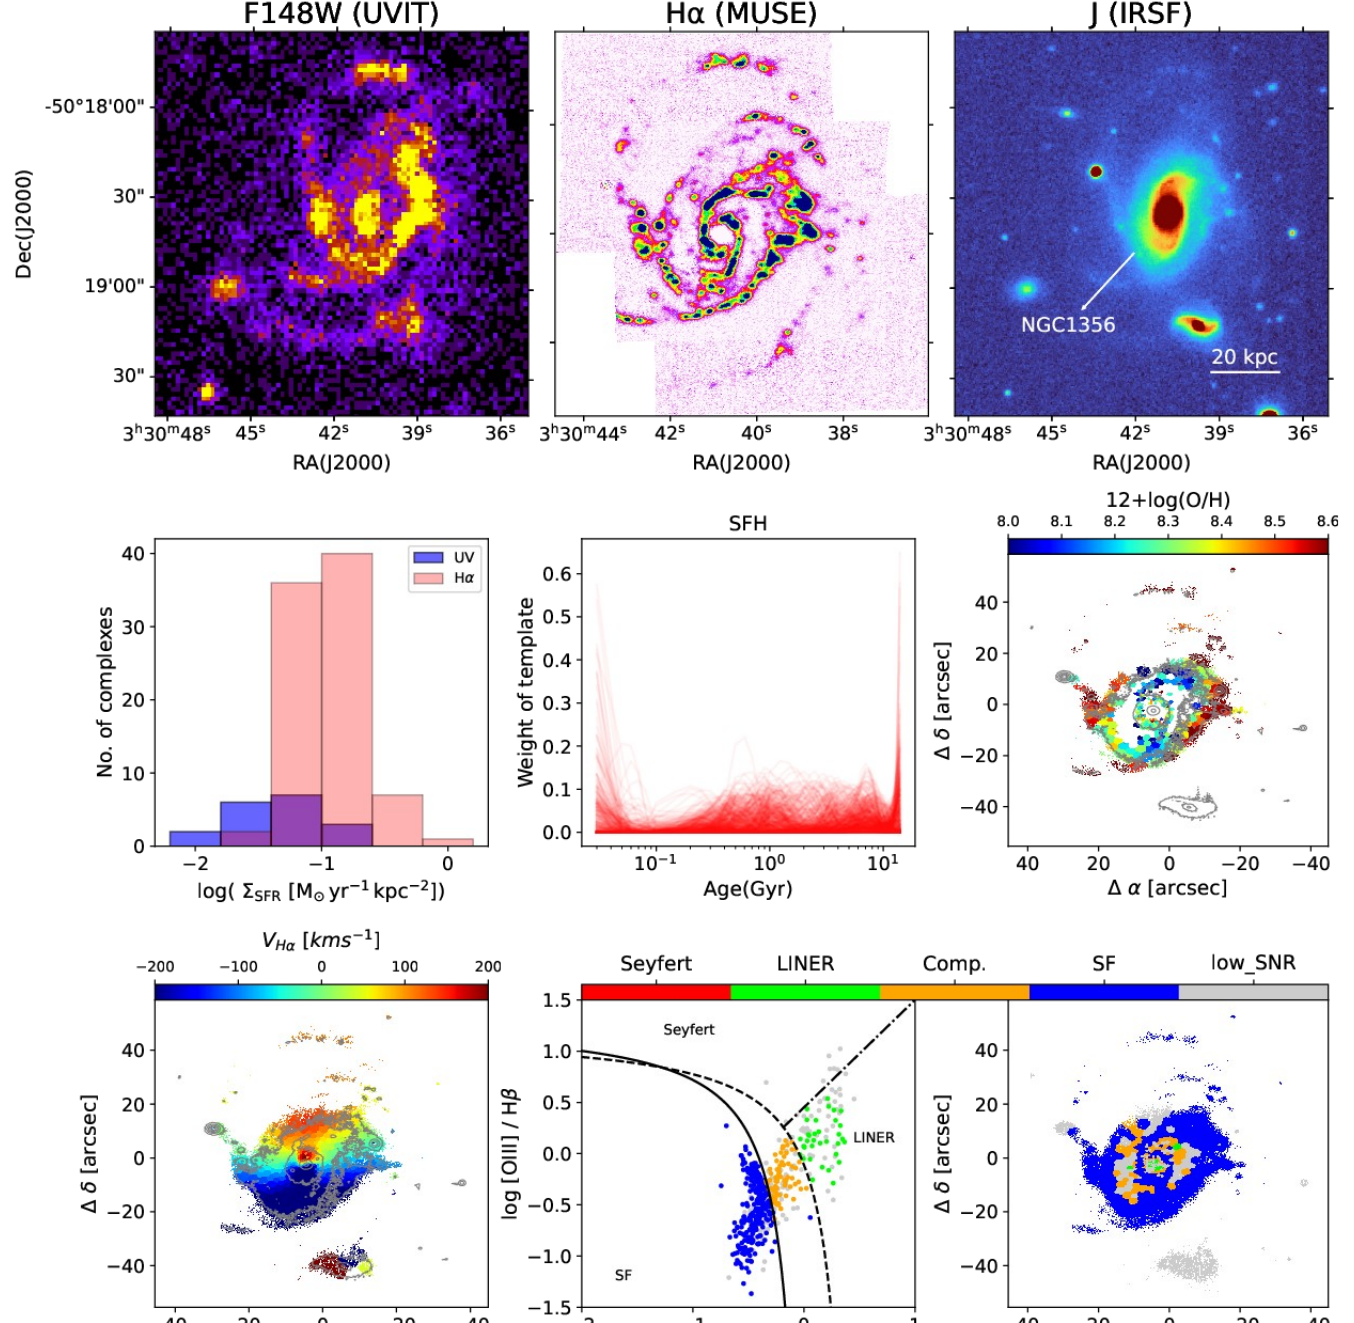 F148W (UVIT) Hα (MUSE) J (IRSF)
Dec(J2000)
-50°18'00"
30"
19'00"
30"
NGC1356
20 kpc
3ʰ30ᵐ48ˢ 45ˢ 42ˢ 39ˢ 36ˢ 3ʰ30ᵐ44ˢ 42ˢ 40ˢ 38ˢ 3ʰ30ᵐ48ˢ 45ˢ 42ˢ 39ˢ 36ˢ
RA(J2000) RA(J2000) RA(J2000)
No. of complexes
40
30
20
10
0
UV
Hα
−2 −1 0
log( Σ_SFR [M⊙ yr⁻¹ kpc⁻²])
SFH
Weight of template
0.6
0.5
0.4
0.3
0.2
0.1
0.0
10⁻¹ 10⁰ 10¹
Age(Gyr)
12+log(O/H)
8.0 8.1 8.2 8.3 8.4 8.5 8.6
Δ δ [arcsec]
40
20
0
−20
−40
40 20 0 −20 −40
Δ α [arcsec]
V_Hα [kms⁻¹]
−200 −100 0 100 200
Δ δ [arcsec]
40
20
0
−20
−40
Seyfert LINER Comp. SF low_SNR
log [OIII] / Hβ
1.5
1.0
0.5
0.0
−0.5
−1.0
−1.5
Seyfert
LINER
SF
Δ δ [arcsec]
40
20
0
−20
−40